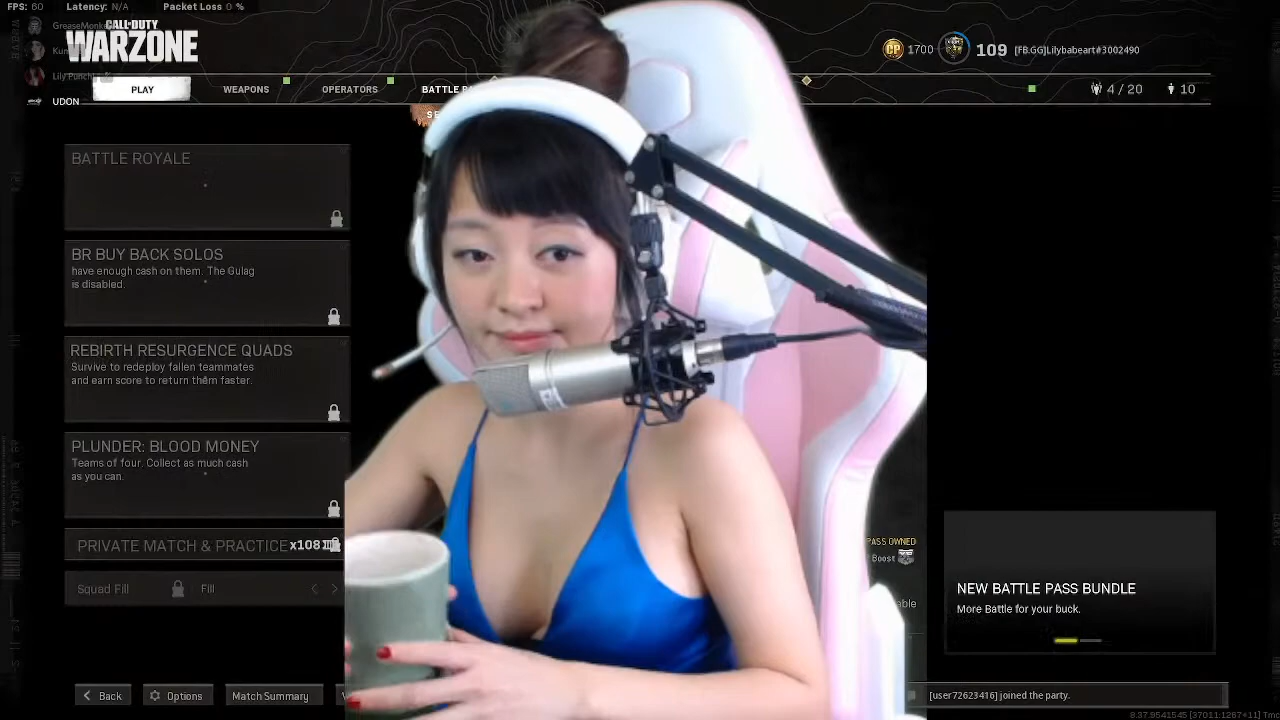 FPS: 60 Latency: N/A Packet Loss 0 %
CALL OF DUTY
WARZONE
Lily Punch
UDON
1700
109
[FB.GG]Lilybabeart#3002490
PLAY
WEAPONS
OPERATORS
BATTLE
4 / 20
10
BATTLE ROYALE
BR BUY BACK SOLOS
have enough cash on them. The Gulag
is disabled.
REBIRTH RESURGENCE QUADS
Survive to redeploy fallen teammates
and earn score to return them faster.
PLUNDER: BLOOD MONEY
Teams of four. Collect as much cash
as you can.
PRIVATE MATCH & PRACTICE
Squad Fill
Fill
PASS OWNED
Boost
NEW BATTLE PASS BUNDLE
More Battle for your buck.
Back
Options
Match Summary
[user72623416] joined the party.